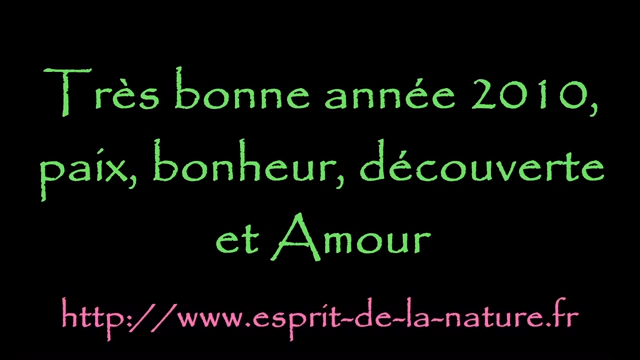 Très bonne année 2010,
paix, bonheur, découverte
et Amour
http://www.esprit-de-la-nature.fr